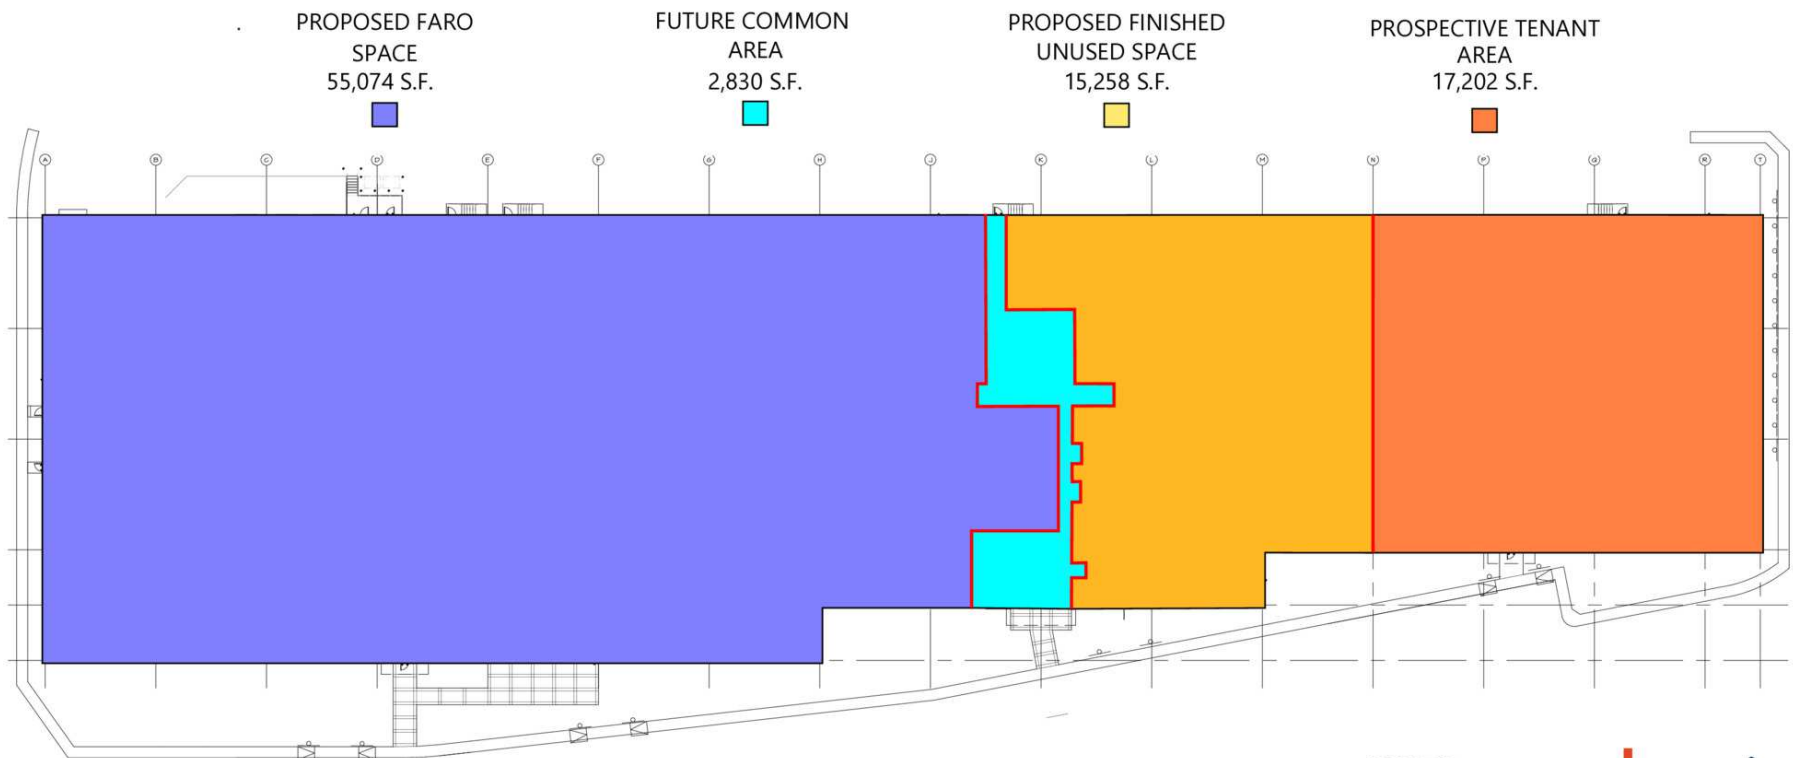 PROPOSED FARO
SPACE
55,074 S.F.
FUTURE COMMON
AREA
2,830 S.F.
PROPOSED FINISHED
UNUSED SPACE
15,258 S.F.
PROSPECTIVE TENANT
AREA
17,202 S.F.
A B C D E F G H J K L M N P Q R T